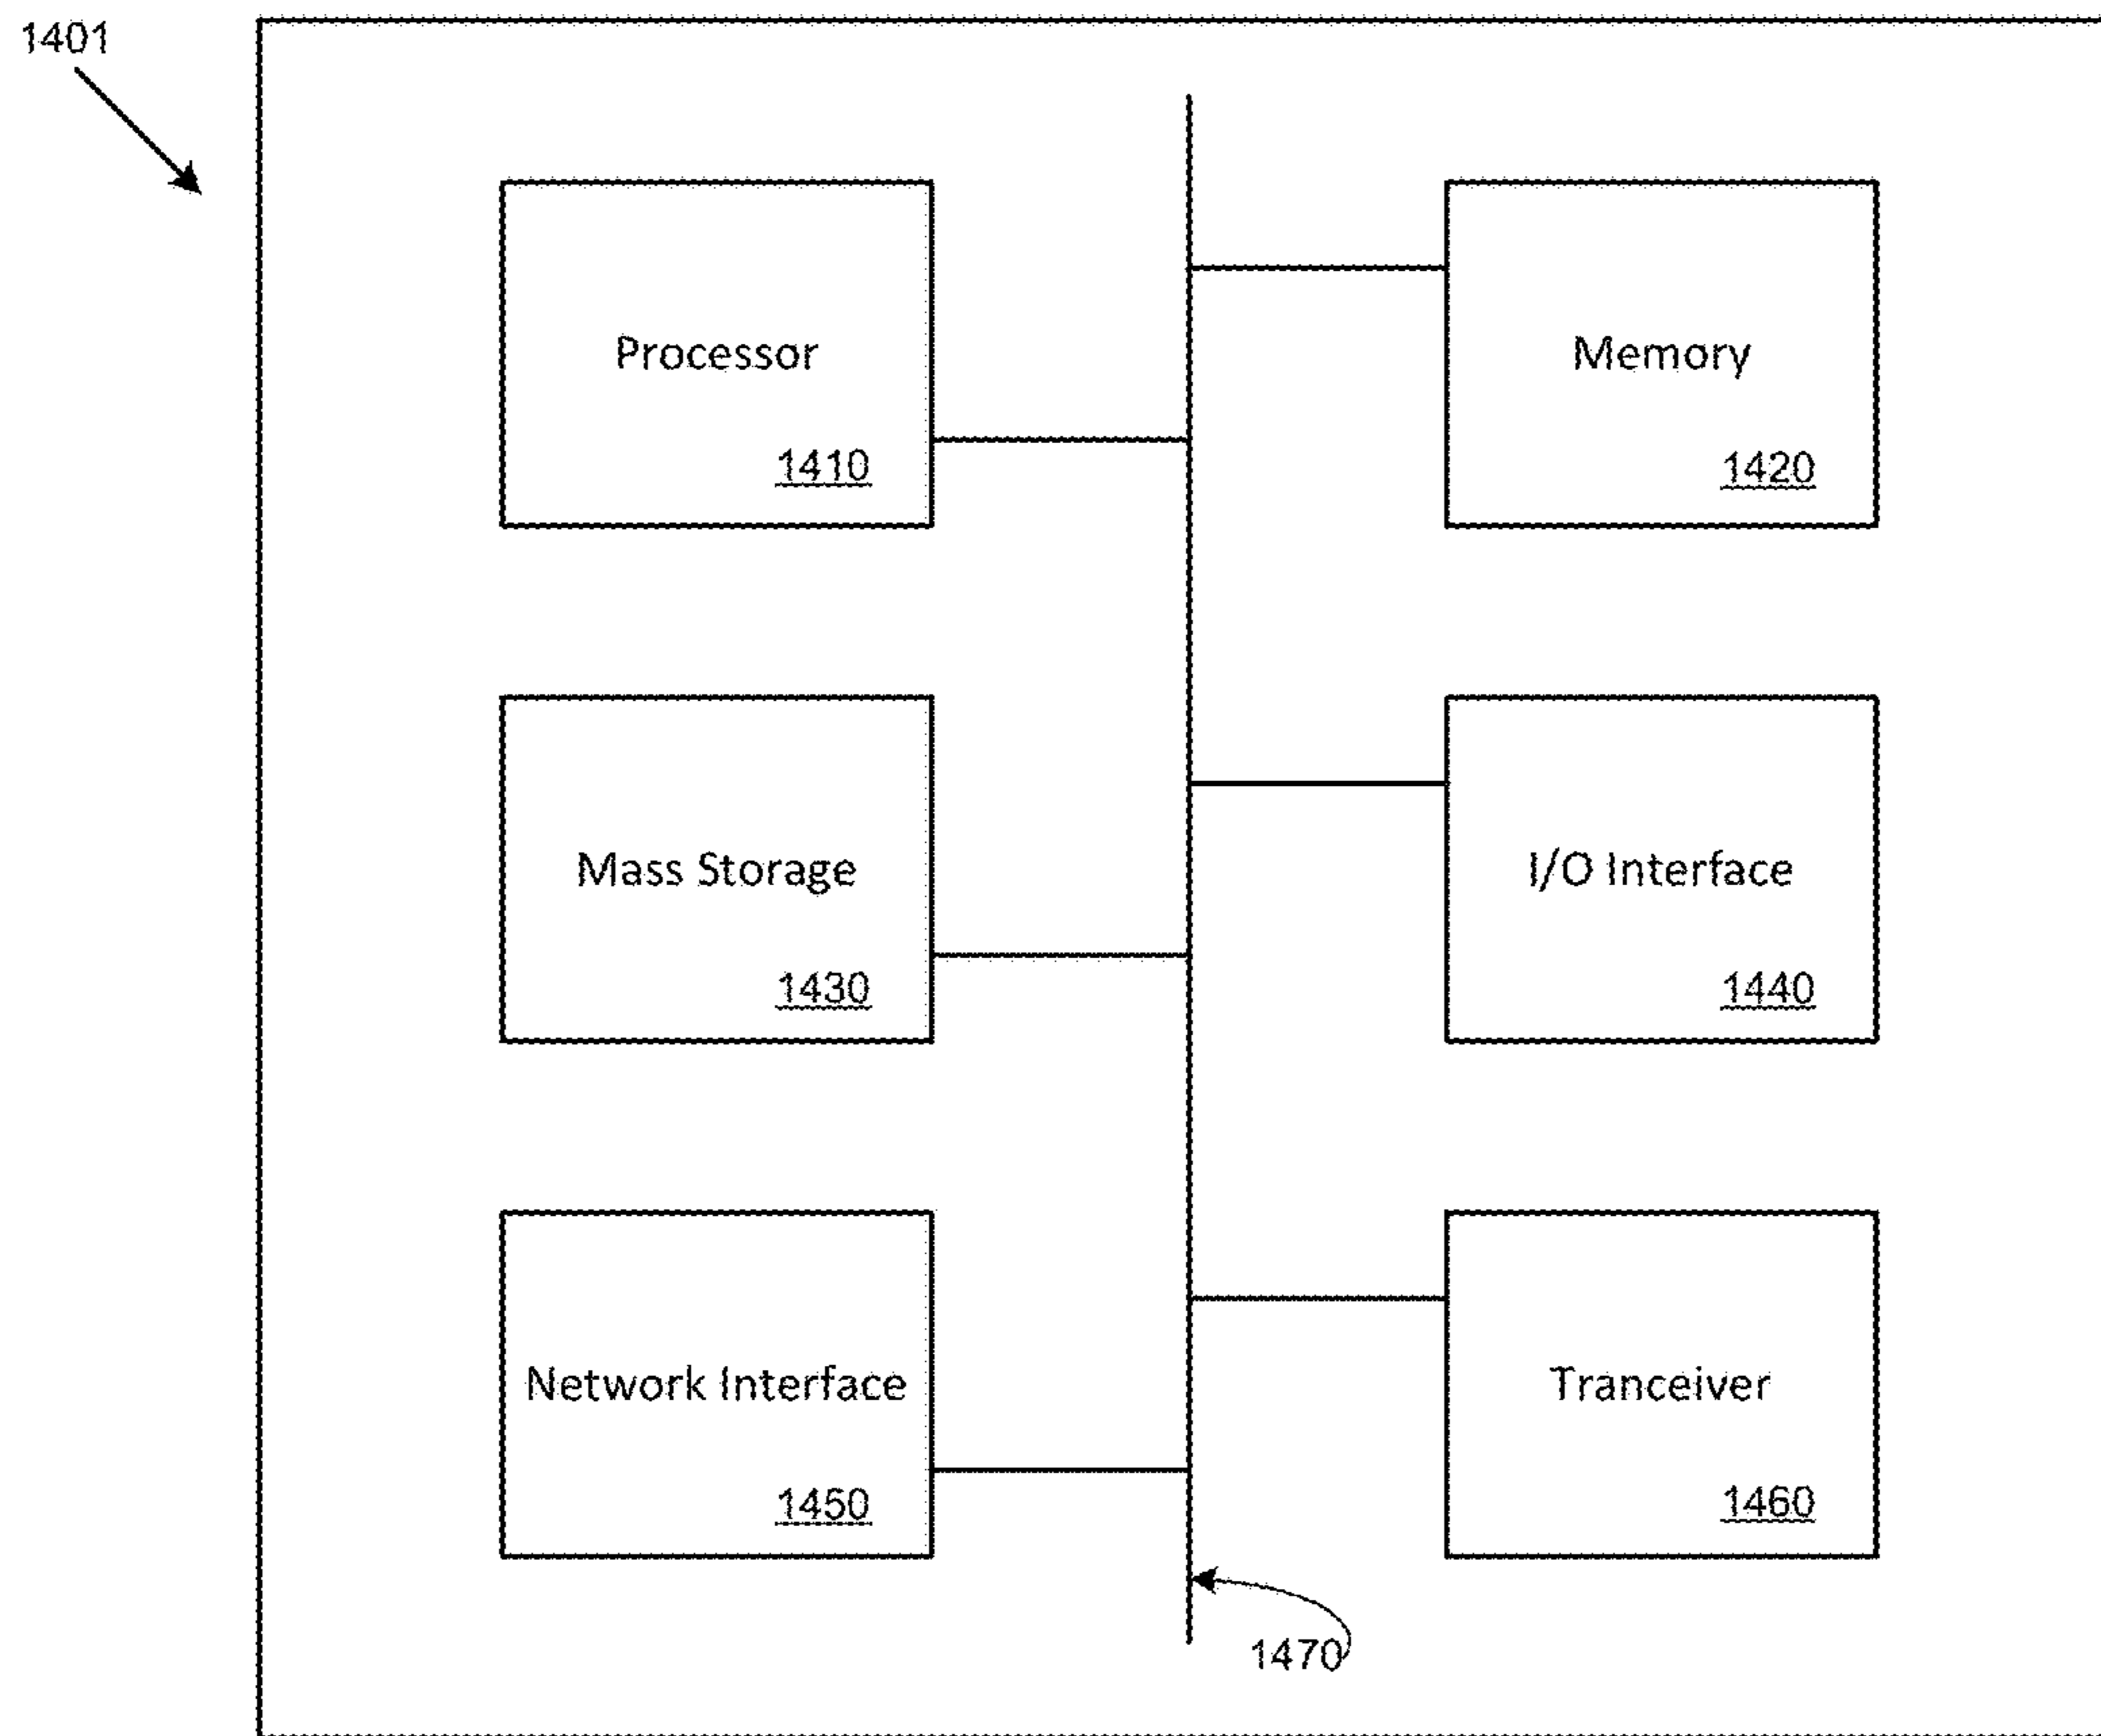 1401
Processor
1410
Memory
1420
Mass Storage
1430
I/O Interface
1440
Network Interface
1450
Tranceiver
1460
1470